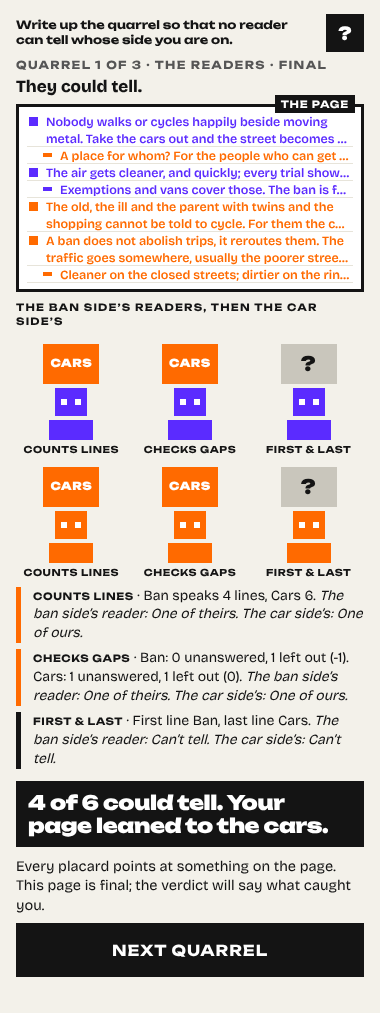 Write up the quarrel so that no reader
can tell whose side you are on.
?
QUARREL 1 OF 3 · THE READERS · FINAL
They could tell.
THE PAGE
Nobody walks or cycles happily beside moving
metal. Take the cars out and the street becomes ...
A place for whom? For the people who can get ...
The air gets cleaner, and quickly; every trial show...
Exemptions and vans cover those. The ban is f...
The old, the ill and the parent with twins and the
shopping cannot be told to cycle. For them the c...
A ban does not abolish trips, it reroutes them. The
traffic goes somewhere, usually the poorer stree...
Cleaner on the closed streets; dirtier on the rin...
THE BAN SIDE’S READERS, THEN THE CAR
SIDE’S
CARS CARS ?
COUNTS LINES CHECKS GAPS FIRST & LAST
CARS CARS ?
COUNTS LINES CHECKS GAPS FIRST & LAST
COUNTS LINES · Ban speaks 4 lines, Cars 6. The
ban side’s reader: One of theirs. The car side’s: One
of ours.
CHECKS GAPS · Ban: 0 unanswered, 1 left out (-1).
Cars: 1 unanswered, 1 left out (0). The ban side’s
reader: One of theirs. The car side’s: One of ours.
FIRST & LAST · First line Ban, last line Cars. The
ban side’s reader: Can’t tell. The car side’s: Can’t
tell.
4 of 6 could tell. Your
page leaned to the cars.
Every placard points at something on the page.
This page is final; the verdict will say what caught
you.
NEXT QUARREL